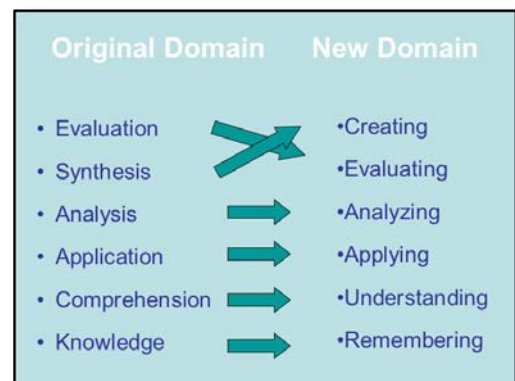 Original Domain New Domain
• Evaluation •Creating
• Synthesis •Evaluating
• Analysis •Analyzing
• Application •Applying
• Comprehension •Understanding
• Knowledge •Remembering